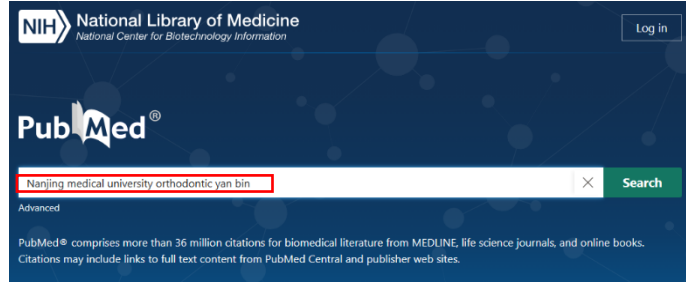 NIH National Library of Medicine
National Center for Biotechnology Information
Log in
PubMed®
Nanjing medical university orthodontic yan bin
Search
Advanced
PubMed® comprises more than 36 million citations for biomedical literature from MEDLINE, life science journals, and online books.
Citations may include links to full text content from PubMed Central and publisher web sites.